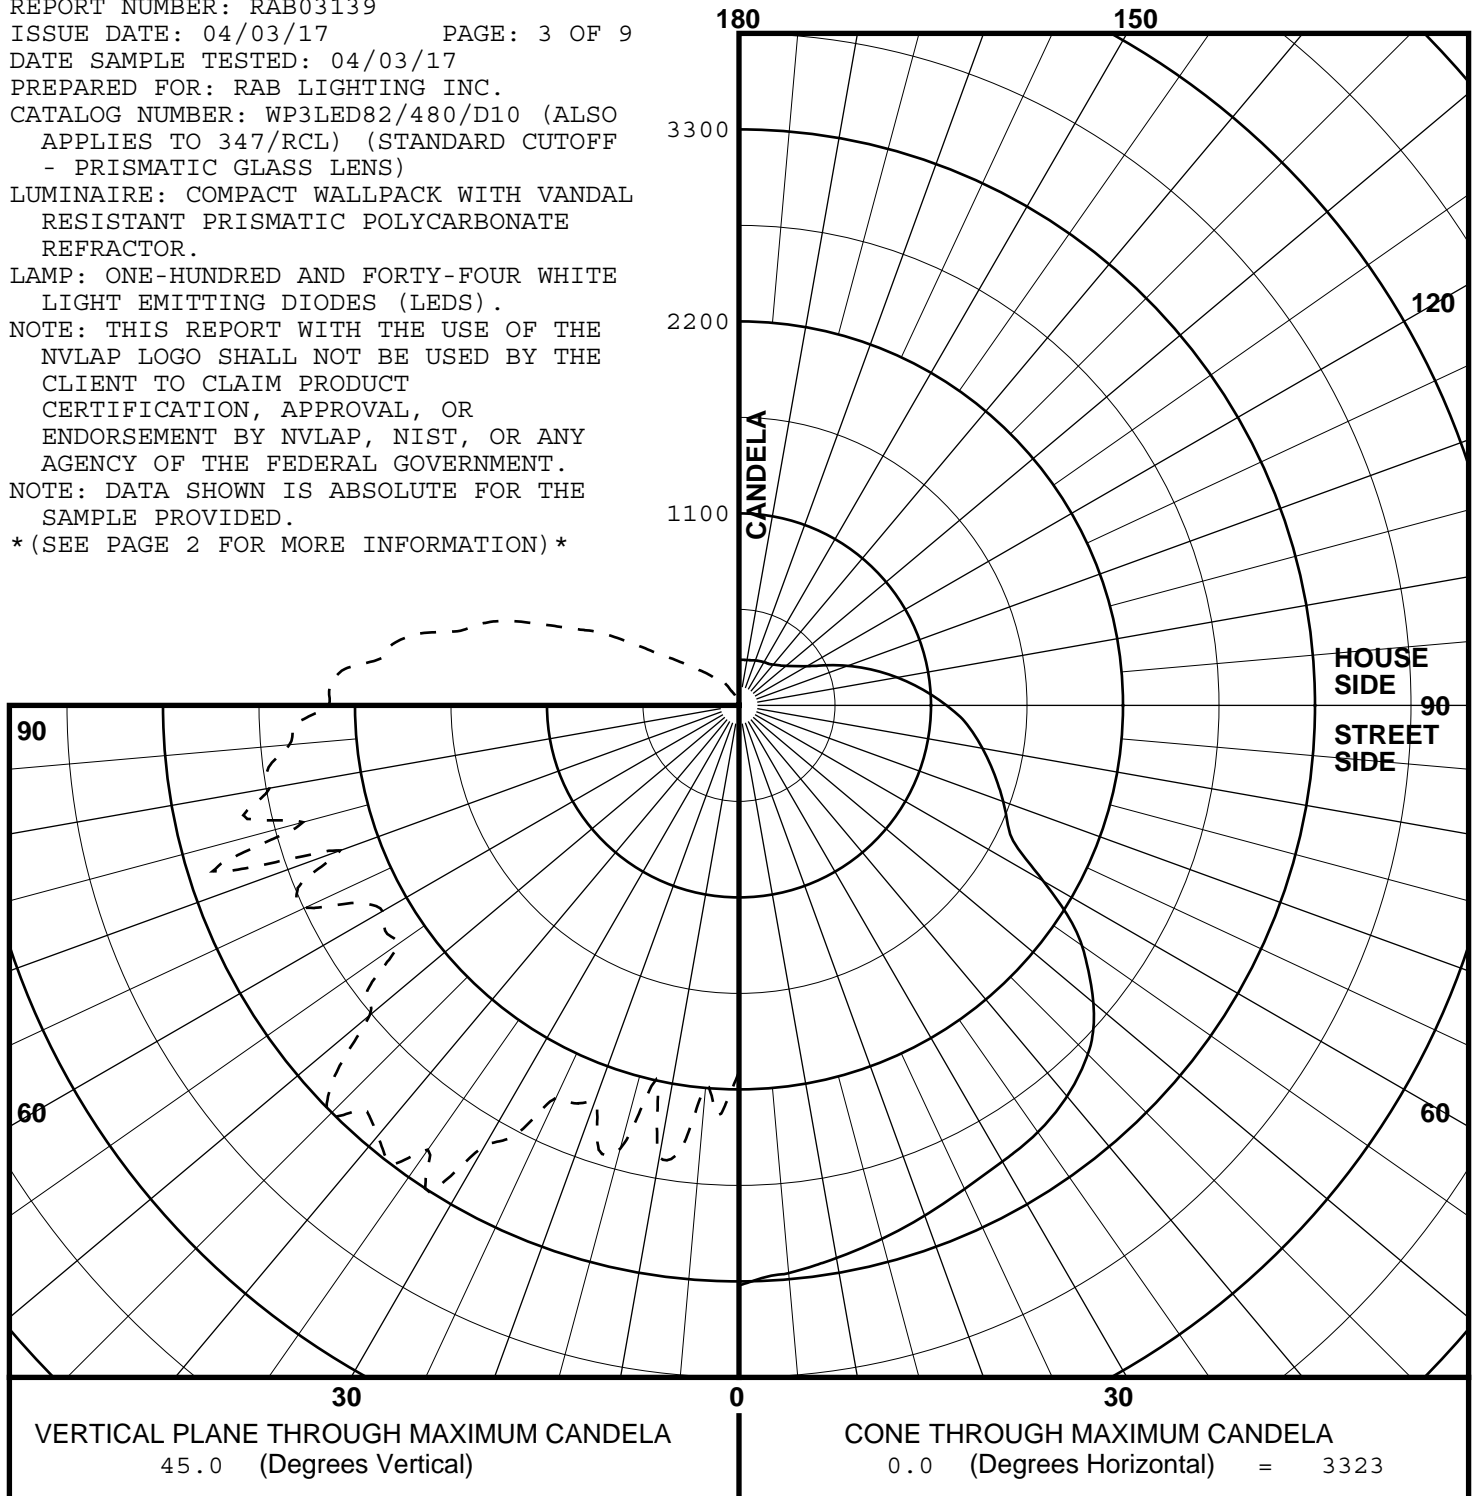 REPORT NUMBER: RAB03139
ISSUE DATE: 04/03/17 PAGE: 3 OF 9
DATE SAMPLE TESTED: 04/03/17
PREPARED FOR: RAB LIGHTING INC.
CATALOG NUMBER: WP3LED82/480/D10 (ALSO
APPLIES TO 347/RCL) (STANDARD CUTOFF
- PRISMATIC GLASS LENS)
LUMINAIRE: COMPACT WALLPACK WITH VANDAL
RESISTANT PRISMATIC POLYCARBONATE
REFRACTOR.
LAMP: ONE-HUNDRED AND FORTY-FOUR WHITE
LIGHT EMITTING DIODES (LEDS).
NOTE: THIS REPORT WITH THE USE OF THE
NVLAP LOGO SHALL NOT BE USED BY THE
CLIENT TO CLAIM PRODUCT
CERTIFICATION, APPROVAL, OR
ENDORSEMENT BY NVLAP, NIST, OR ANY
AGENCY OF THE FEDERAL GOVERNMENT.
NOTE: DATA SHOWN IS ABSOLUTE FOR THE
SAMPLE PROVIDED.
*(SEE PAGE 2 FOR MORE INFORMATION)*
180
150
3300
120
2200
CANDELA
1100
HOUSE
SIDE
90
90
STREET
SIDE
60
60
30
0
30
VERTICAL PLANE THROUGH MAXIMUM CANDELA
45.0 (Degrees Vertical)
CONE THROUGH MAXIMUM CANDELA
0.0 (Degrees Horizontal) = 3323